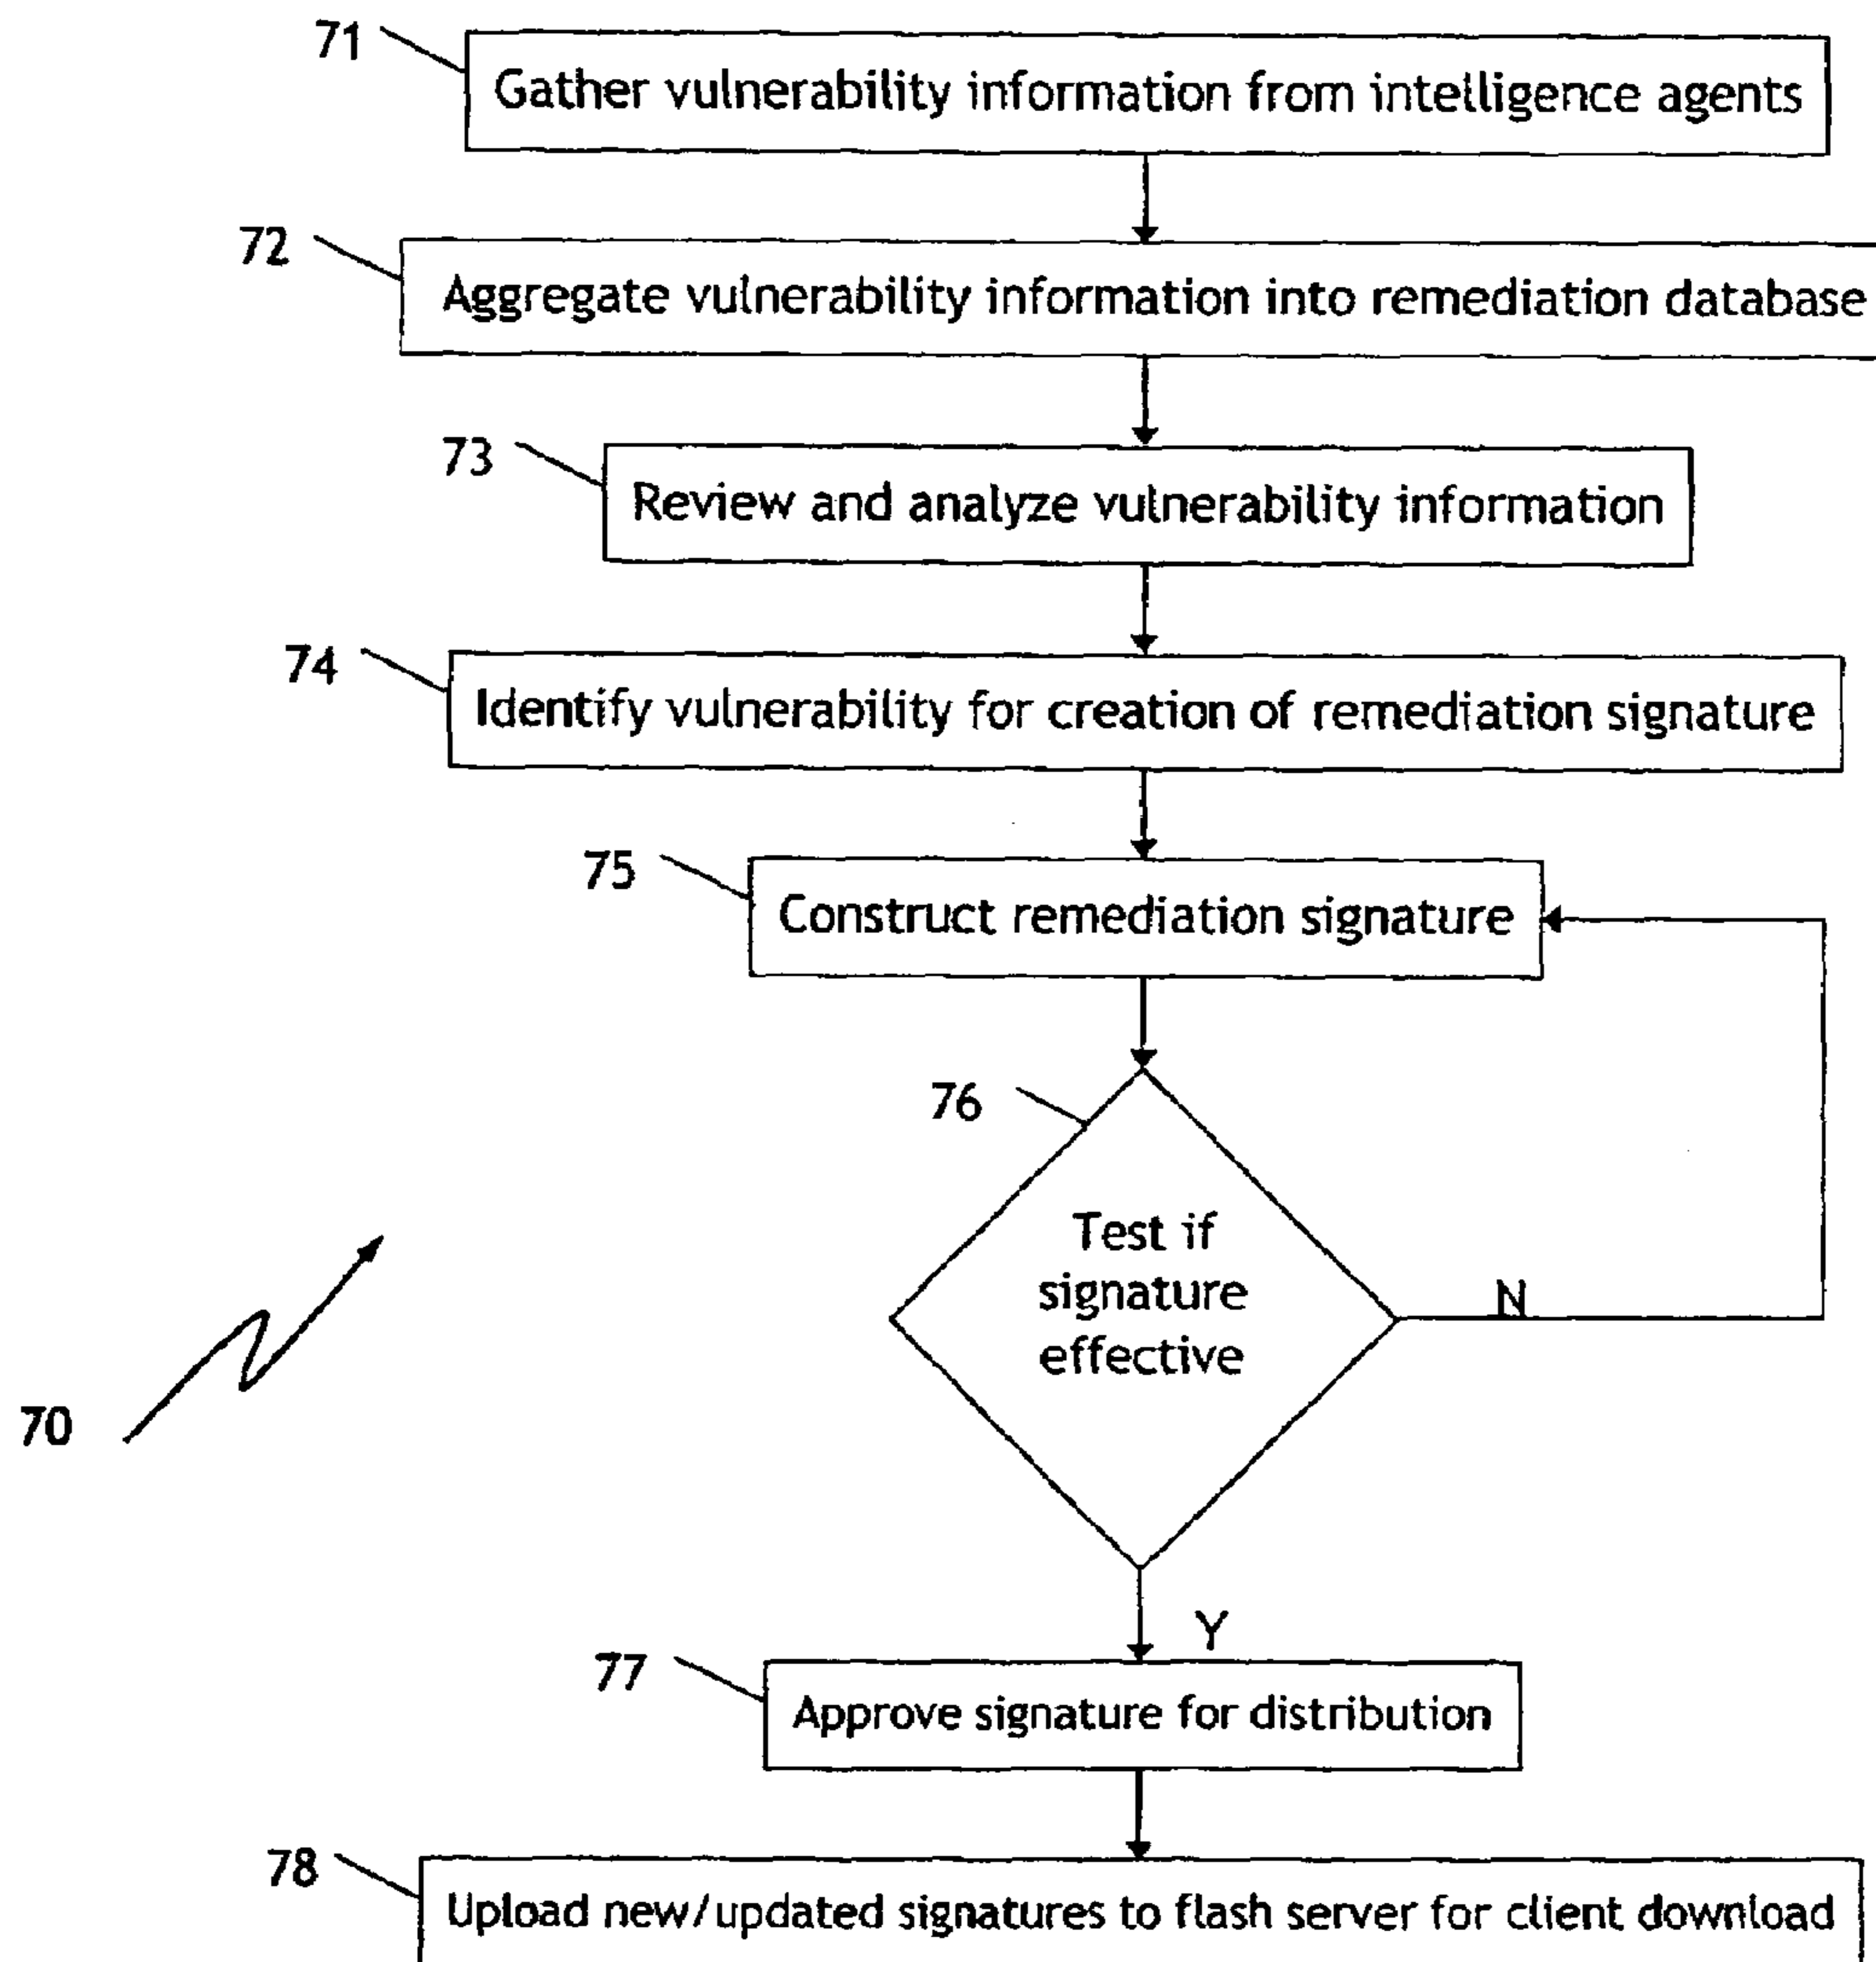 71
Gather vulnerability information from intelligence agents
72
Aggregate vulnerability information into remediation database
73
Review and analyze vulnerability information
74
Identify vulnerability for creation of remediation signature
75
Construct remediation signature
76
Test if
signature
effective
N
70
Y
77
Approve signature for distribution
78
Upload new/updated signatures to flash server for client download